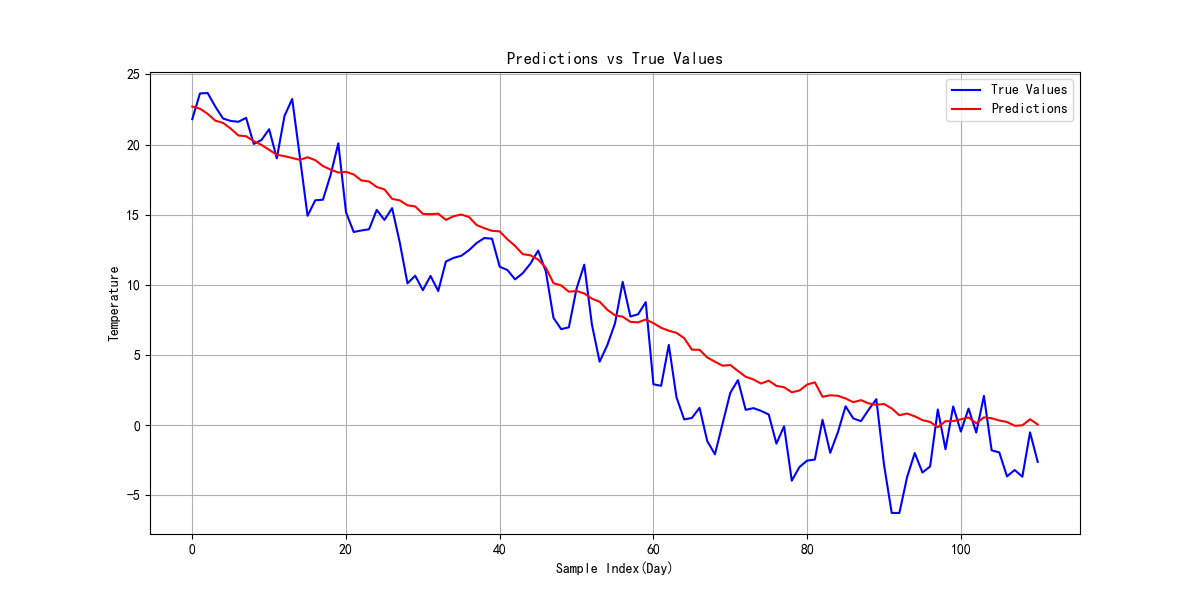 Predictions vs True Values
25
20
15
10
5
0
−5
Temperature
True Values
Predictions
0 20 40 60 80 100
Sample Index(Day)